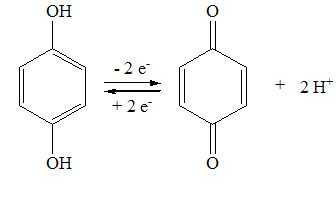 OH
OH
- 2 e⁻
+ 2 e⁻
O
O
+ 2 H⁺